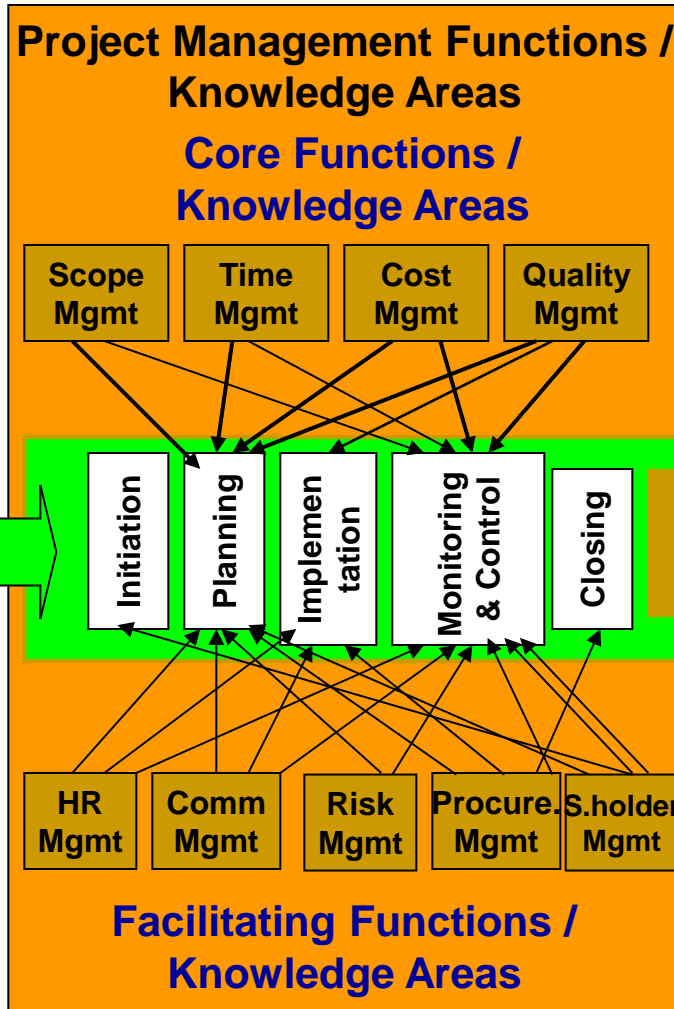 Project Management Functions /
Knowledge Areas
Core Functions /
Knowledge Areas
Scope
Mgmt
Time
Mgmt
Cost
Mgmt
Quality
Mgmt
Initiation
Planning
Implemen
tation
Monitoring
& Control
Closing
HR
Mgmt
Comm
Mgmt
Risk
Mgmt
Procure.
Mgmt
S.holder
Mgmt
Facilitating Functions /
Knowledge Areas